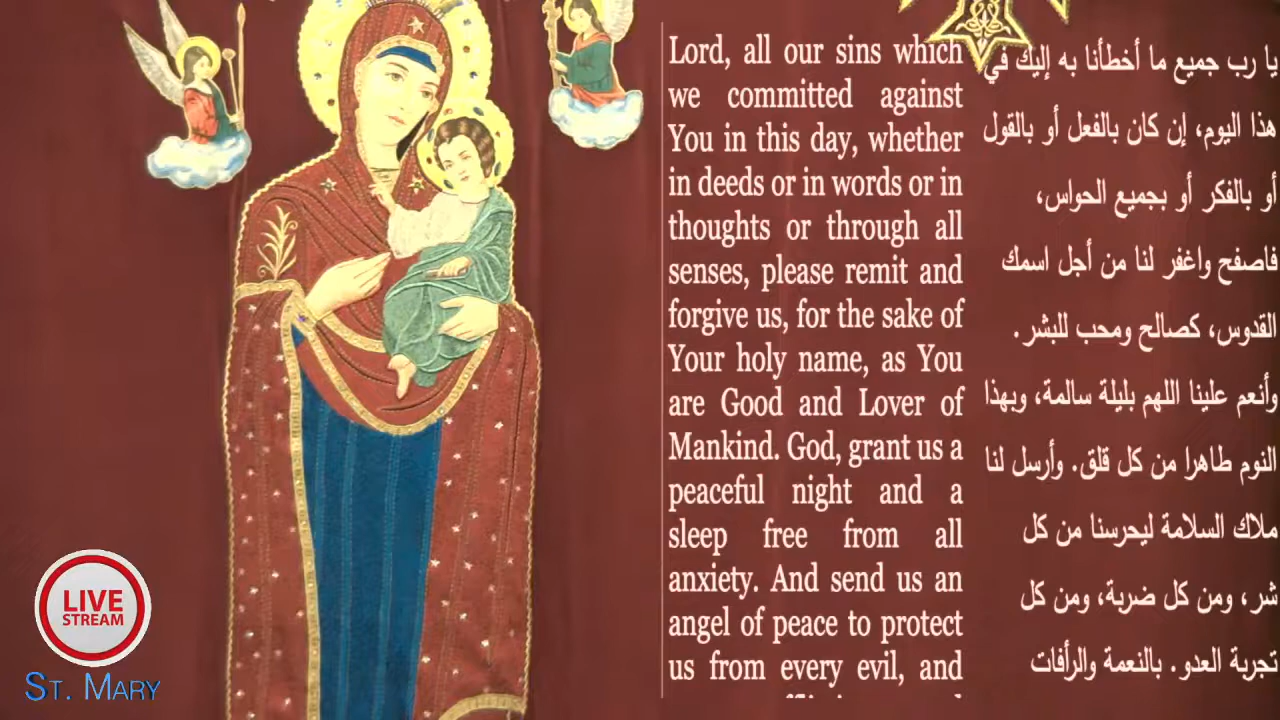 Lord, all our sins which
we committed against
You in this day, whether
in deeds or in words or in
thoughts or through all
senses, please remit and
forgive us, for the sake of
Your holy name, as You
are Good and Lover of
Mankind. God, grant us a
peaceful night and a
sleep free from all
anxiety. And send us an
angel of peace to protect
us from every evil, and
يا رب جميع ما أخطأنا به إليك في
هذا اليوم، إن كان بالفعل أو بالقول
أو بالفكر أو بجميع الحواس،
فاصفح واغفر لنا من أجل اسمك
القدوس، كصالح ومحب للبشر.
وأنعم علينا اللهم بليلة سالمة، وبهذا
النوم طاهرا من كل قلق. وأرسل لنا
ملاك السلامة ليحرسنا من كل
شر، ومن كل ضربة، ومن كل
تجربة العدو. بالنعمة والرأفات
LIVE
STREAM
St. Mary